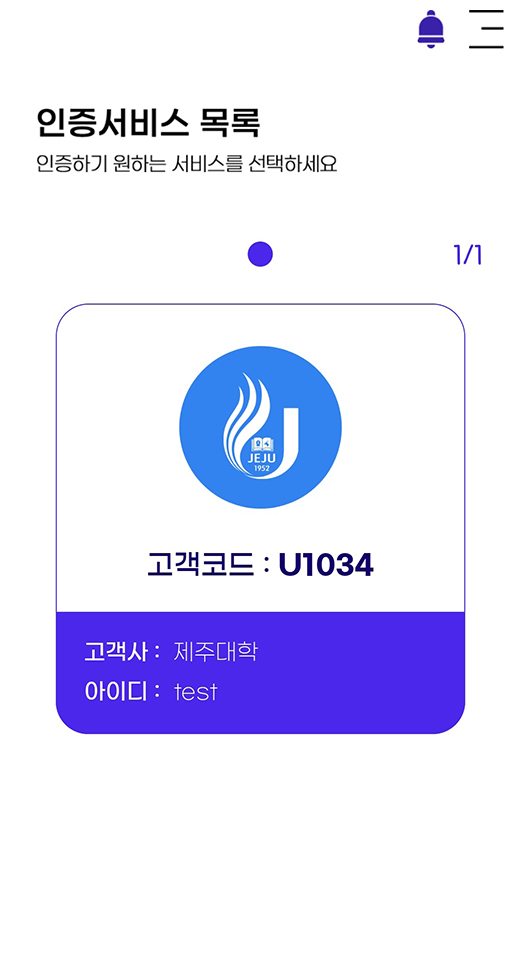 인증서비스 목록
인증하기 원하는 서비스를 선택하세요
1/1
JEJU
1952
고객코드 : U1034
고객사 : 제주대학
아이디 : test